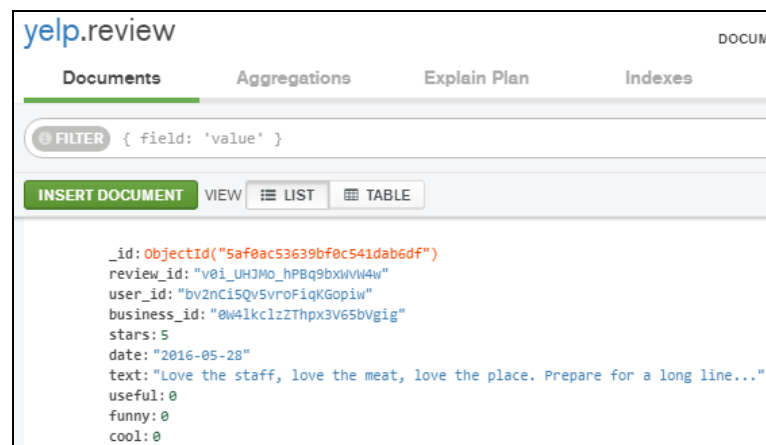 yelp.review
DOCUM
Documents Aggregations Explain Plan Indexes
FILTER { field: 'value' }
INSERT DOCUMENT VIEW LIST TABLE
_id: ObjectId("5af0ac53639bf0c541dab6df")
review_id: "v0i_UHJMo_hPBq9bxWvW4w"
user_id: "bv2nCi5Qv5vroFiqKGopiw"
business_id: "0W4lkclzZThpx3V65bVgig"
stars: 5
date: "2016-05-28"
text: "Love the staff, love the meat, love the place. Prepare for a long line..."
useful: 0
funny: 0
cool: 0